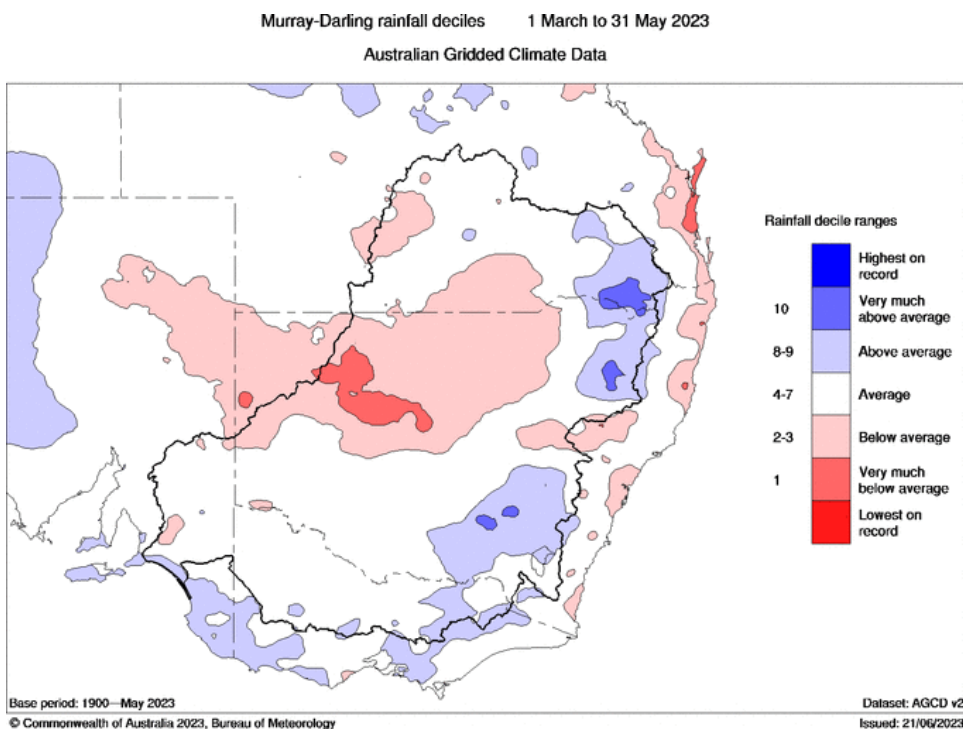 Murray-Darling rainfall deciles 1 March to 31 May 2023
Australian Gridded Climate Data
Rainfall decile ranges
Highest on
record
10 Very much
above average
8-9 Above average
4-7 Average
2-3 Below average
1 Very much
below average
Lowest on
record
Base period: 1900—May 2023 Dataset: AGCD v2
© Commonwealth of Australia 2023, Bureau of Meteorology Issued: 21/06/2023